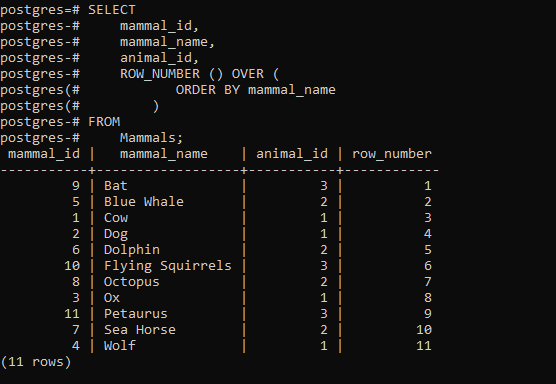 postgres=# SELECT
postgres-#     mammal_id,
postgres-#     mammal_name,
postgres-#     animal_id,
postgres-#     ROW_NUMBER () OVER (
postgres(#            ORDER BY mammal_name
postgres(#         )
postgres-# FROM
postgres-#     Mammals;
 mammal_id |   mammal_name    | animal_id | row_number
-----------+------------------+-----------+------------
         9 | Bat              |         3 |          1
         5 | Blue Whale       |         2 |          2
         1 | Cow              |         1 |          3
         2 | Dog              |         1 |          4
         6 | Dolphin          |         2 |          5
        10 | Flying Squirrels |         3 |          6
         8 | Octopus          |         2 |          7
         3 | Ox               |         1 |          8
        11 | Petaurus         |         3 |          9
         7 | Sea Horse        |         2 |         10
         4 | Wolf             |         1 |         11
(11 rows)